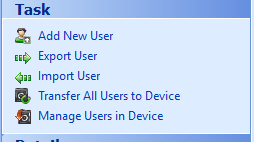 Task
Add New User
Export User
Import User
Transfer All Users to Device
Manage Users in Device